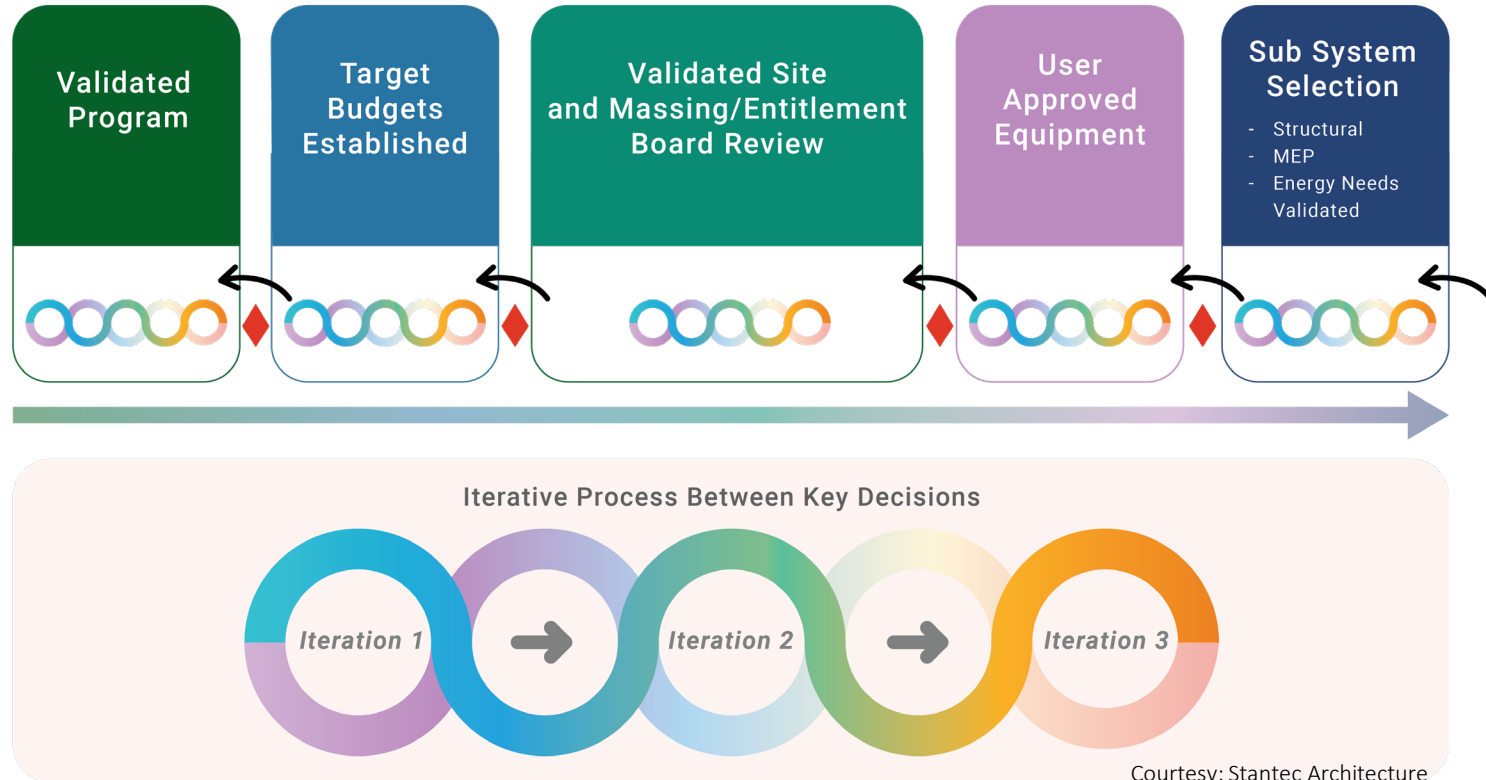 Validated
Program
Target
Budgets
Established
Validated Site
and Massing/Entitlement
Board Review
User
Approved
Equipment
Sub System
Selection
- Structural
- MEP
- Energy Needs
Validated
Iterative Process Between Key Decisions
Iteration 1
Iteration 2
Iteration 3
Courtesy: Stantec Architecture